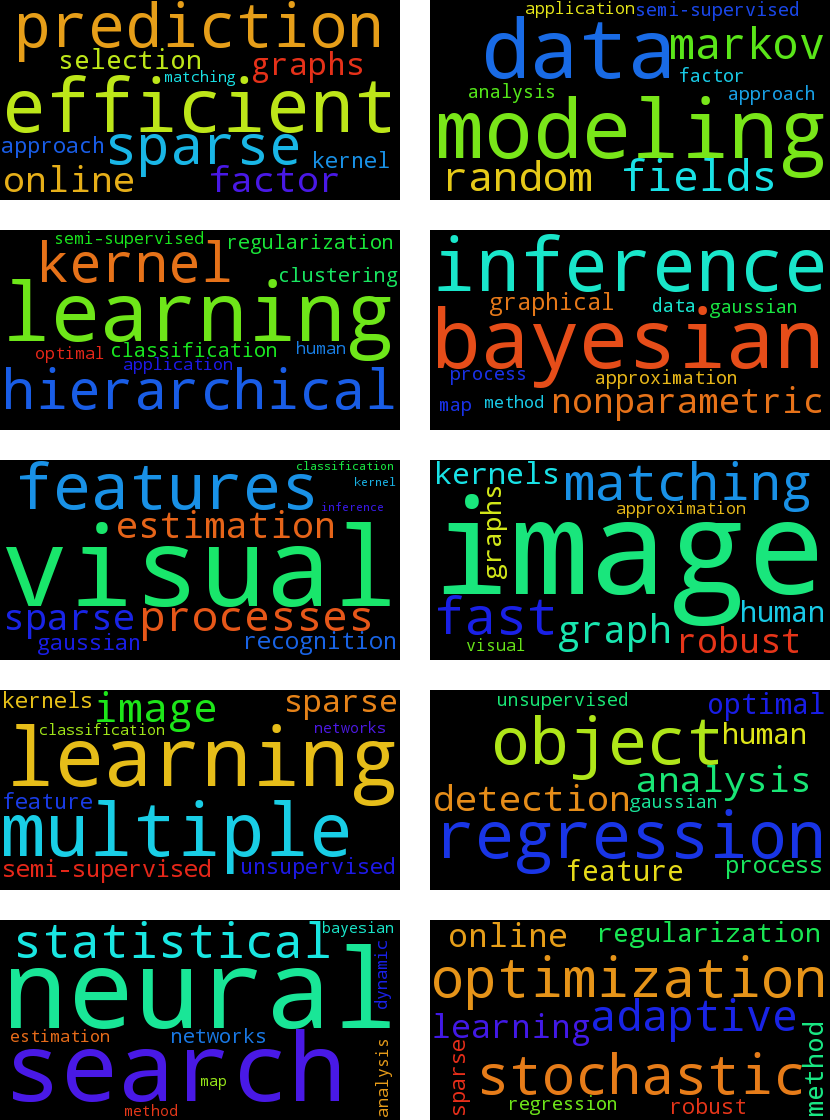 prediction
selection
matching
graphs
efficient
approach
sparse
kernel
online
factor
application
semi-supervised
data
markov
factor
analysis
approach
modeling
random
fields
semi-supervised
regularization
kernel
clustering
learning
optimal
classification
human
application
hierarchical
inference
graphical
data
gaussian
bayesian
process
approximation
map
method
nonparametric
features
classification
kernel
inference
estimation
visual
sparse
processes
gaussian
recognition
kernels
matching
graphs
approximation
image
fast
graph
human
robust
visual
kernels
image
sparse
classification
networks
learning
feature
multiple
semi-supervised
unsupervised
unsupervised
optimal
object
human
analysis
detection
gaussian
regression
feature
process
statistical
bayesian
neural
dynamic
estimation
networks
search
map
analysis
method
online
regularization
optimization
learning
adaptive
sparse
stochastic
method
regression
robust